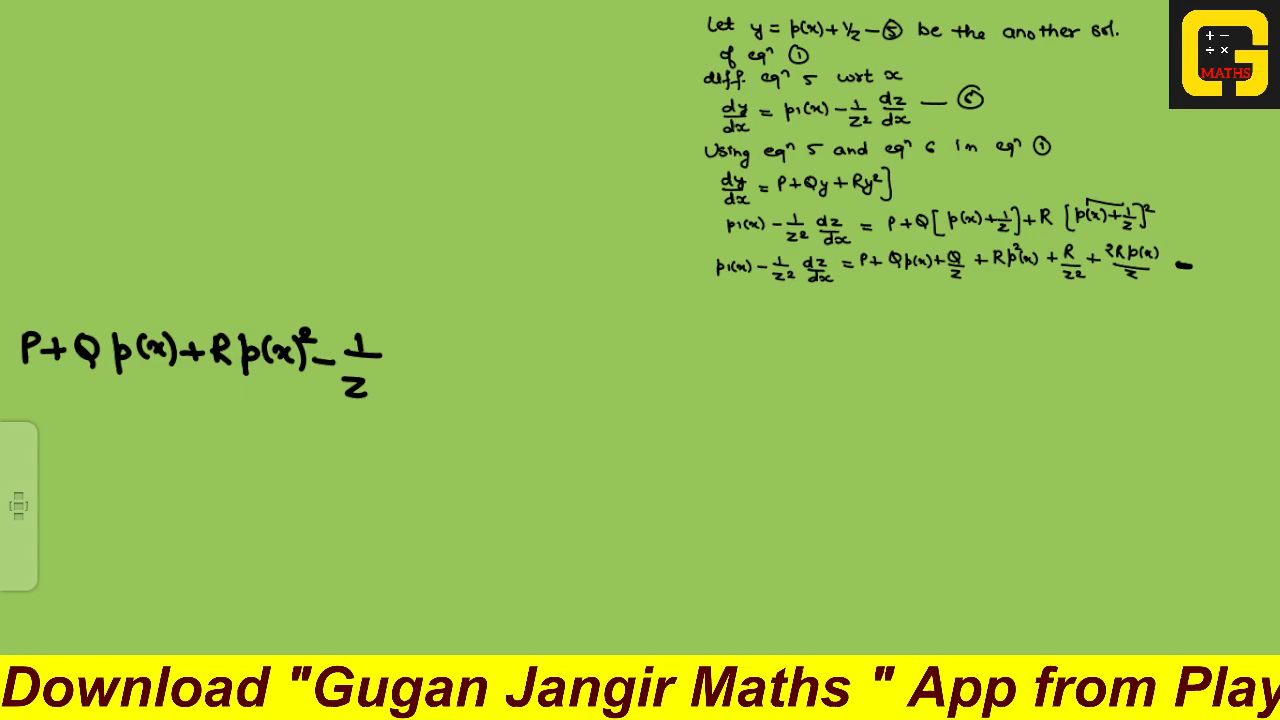 Let y = p(x) + 1/z — ⑤ be the another sol.
of eqⁿ ①
diff. eqⁿ 5 wrt x
dy/dx = p₁(x) − 1/z² dz/dx — ⑥
Using eqⁿ 5 and eqⁿ 6 in eqⁿ ①
dy/dx = P + Qy + Ry²]
p₁(x) − 1/z² dz/dx = P + Q[p(x) + 1/z] + R [p(x) + 1/z]²
p₁(x) − 1/z² dz/dx = P + Qp(x) + Q/z + Rp²(x) + R/z² + 2Rp(x)/z -
P + Q p(x) + R p(x)² − 1/z
+ −
÷ ×
MATHS
Download "Gugan Jangir Maths " App from Play